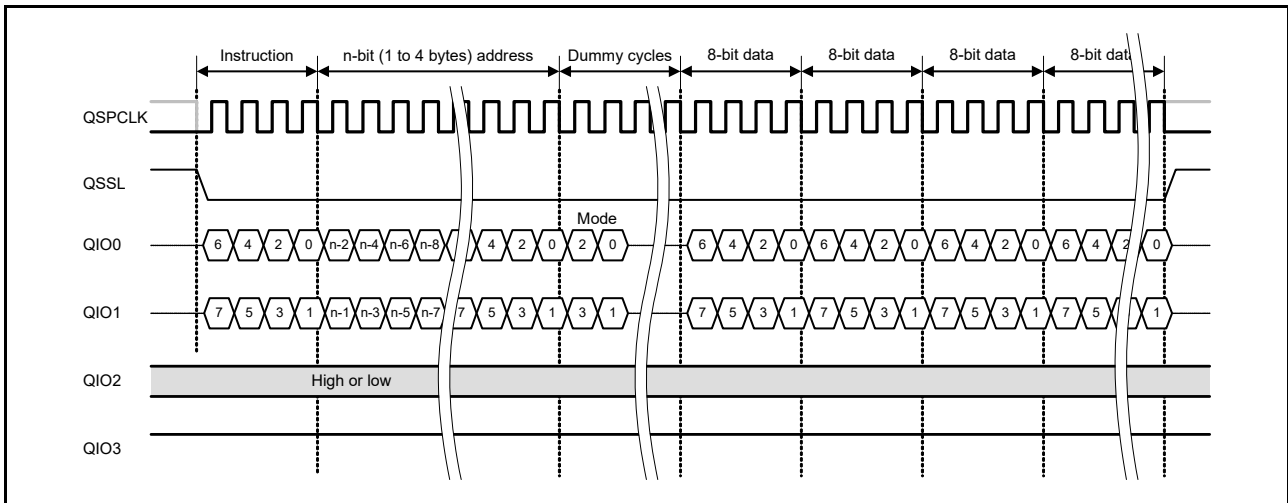 Instruction n-bit (1 to 4 bytes) address Dummy cycles 8-bit data 8-bit data 8-bit data 8-bit data
QSPCLK
QSSL
Mode
QIO0 6 4 2 0 n-2 n-4 n-6 n-8 4 2 0 2 0 6 4 2 0 6 4 2 0 6 4 2 0 6 4 2 0
QIO1 7 5 3 1 n-1 n-3 n-5 n-7 7 5 3 1 3 1 7 5 3 1 7 5 3 1 7 5 3 1 7 5 1
QIO2 High or low
QIO3